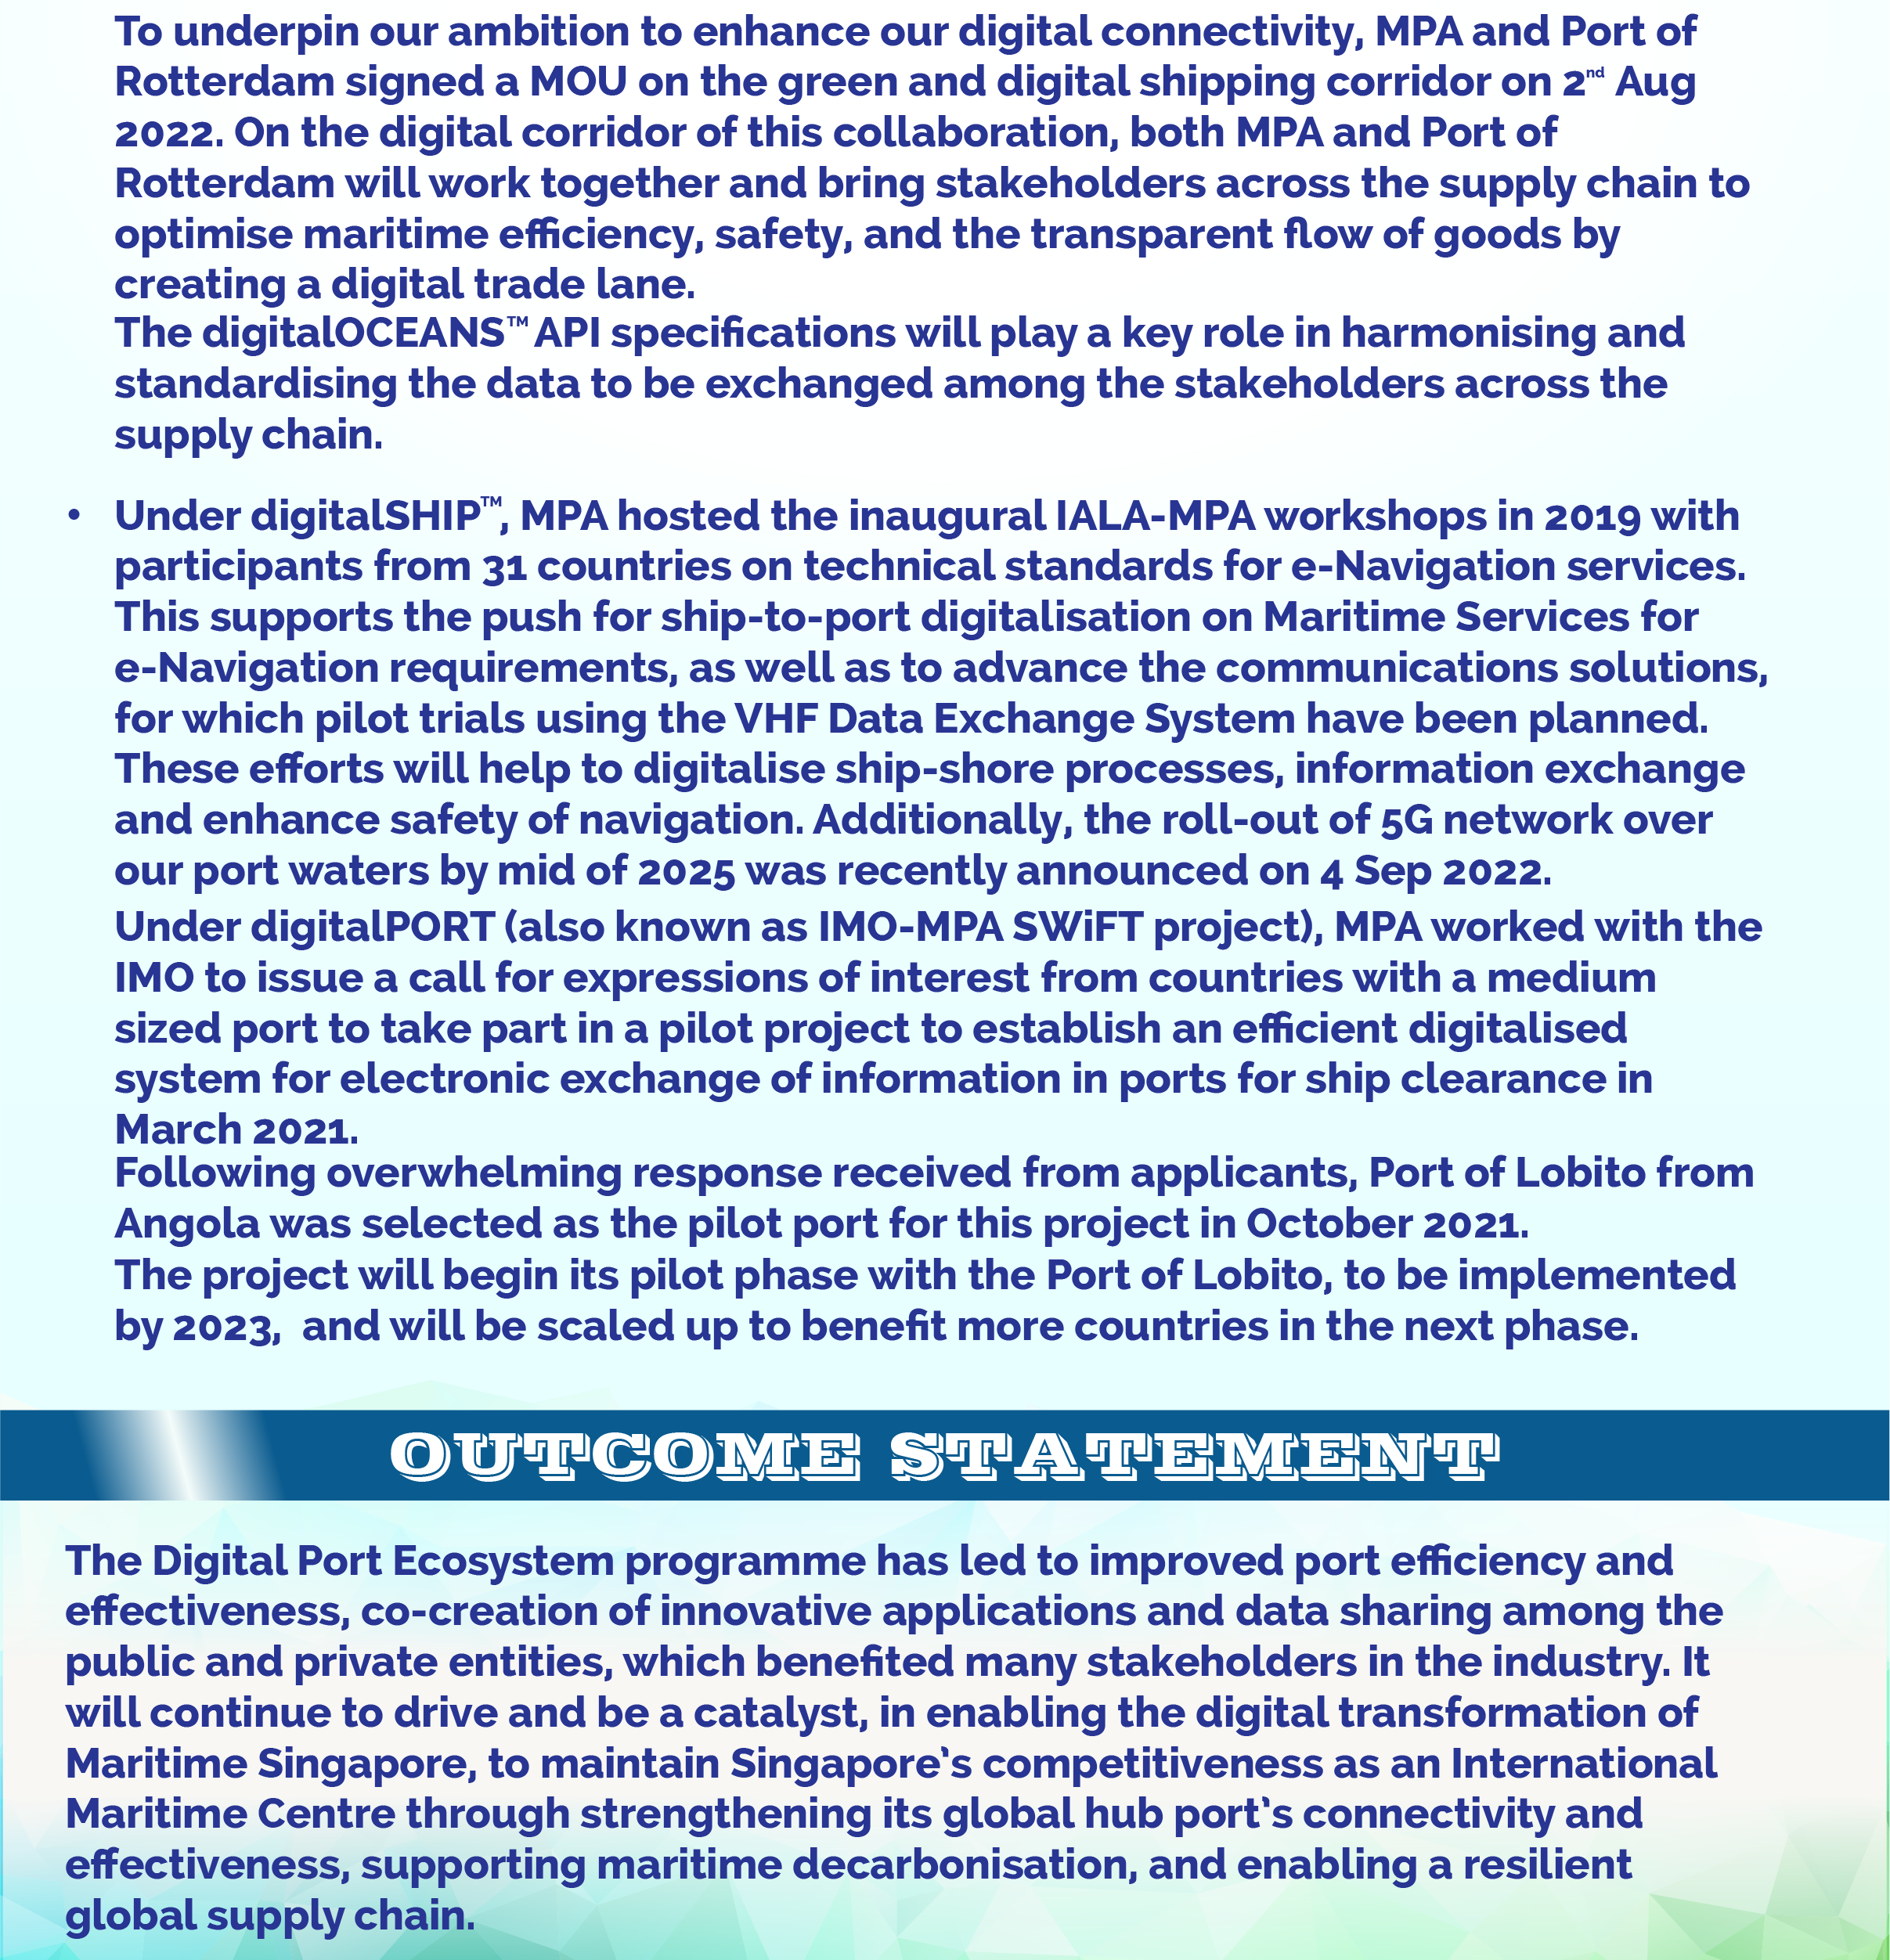 To underpin our ambition to enhance our digital connectivity, MPA and Port of
Rotterdam signed a MOU on the green and digital shipping corridor on 2nd Aug
2022. On the digital corridor of this collaboration, both MPA and Port of
Rotterdam will work together and bring stakeholders across the supply chain to
optimise maritime efficiency, safety, and the transparent flow of goods by
creating a digital trade lane.
The digitalOCEANS™ API specifications will play a key role in harmonising and
standardising the data to be exchanged among the stakeholders across the
supply chain.
• Under digitalSHIP™, MPA hosted the inaugural IALA-MPA workshops in 2019 with
participants from 31 countries on technical standards for e-Navigation services.
This supports the push for ship-to-port digitalisation on Maritime Services for
e-Navigation requirements, as well as to advance the communications solutions,
for which pilot trials using the VHF Data Exchange System have been planned.
These efforts will help to digitalise ship-shore processes, information exchange
and enhance safety of navigation. Additionally, the roll-out of 5G network over
our port waters by mid of 2025 was recently announced on 4 Sep 2022.
Under digitalPORT (also known as IMO-MPA SWiFT project), MPA worked with the
IMO to issue a call for expressions of interest from countries with a medium
sized port to take part in a pilot project to establish an efficient digitalised
system for electronic exchange of information in ports for ship clearance in
March 2021.
Following overwhelming response received from applicants, Port of Lobito from
Angola was selected as the pilot port for this project in October 2021.
The project will begin its pilot phase with the Port of Lobito, to be implemented
by 2023,  and will be scaled up to benefit more countries in the next phase.
OUTCOME STATEMENT
The Digital Port Ecosystem programme has led to improved port efficiency and
effectiveness, co-creation of innovative applications and data sharing among the
public and private entities, which benefited many stakeholders in the industry. It
will continue to drive and be a catalyst, in enabling the digital transformation of
Maritime Singapore, to maintain Singapore's competitiveness as an International
Maritime Centre through strengthening its global hub port's connectivity and
effectiveness, supporting maritime decarbonisation, and enabling a resilient
global supply chain.